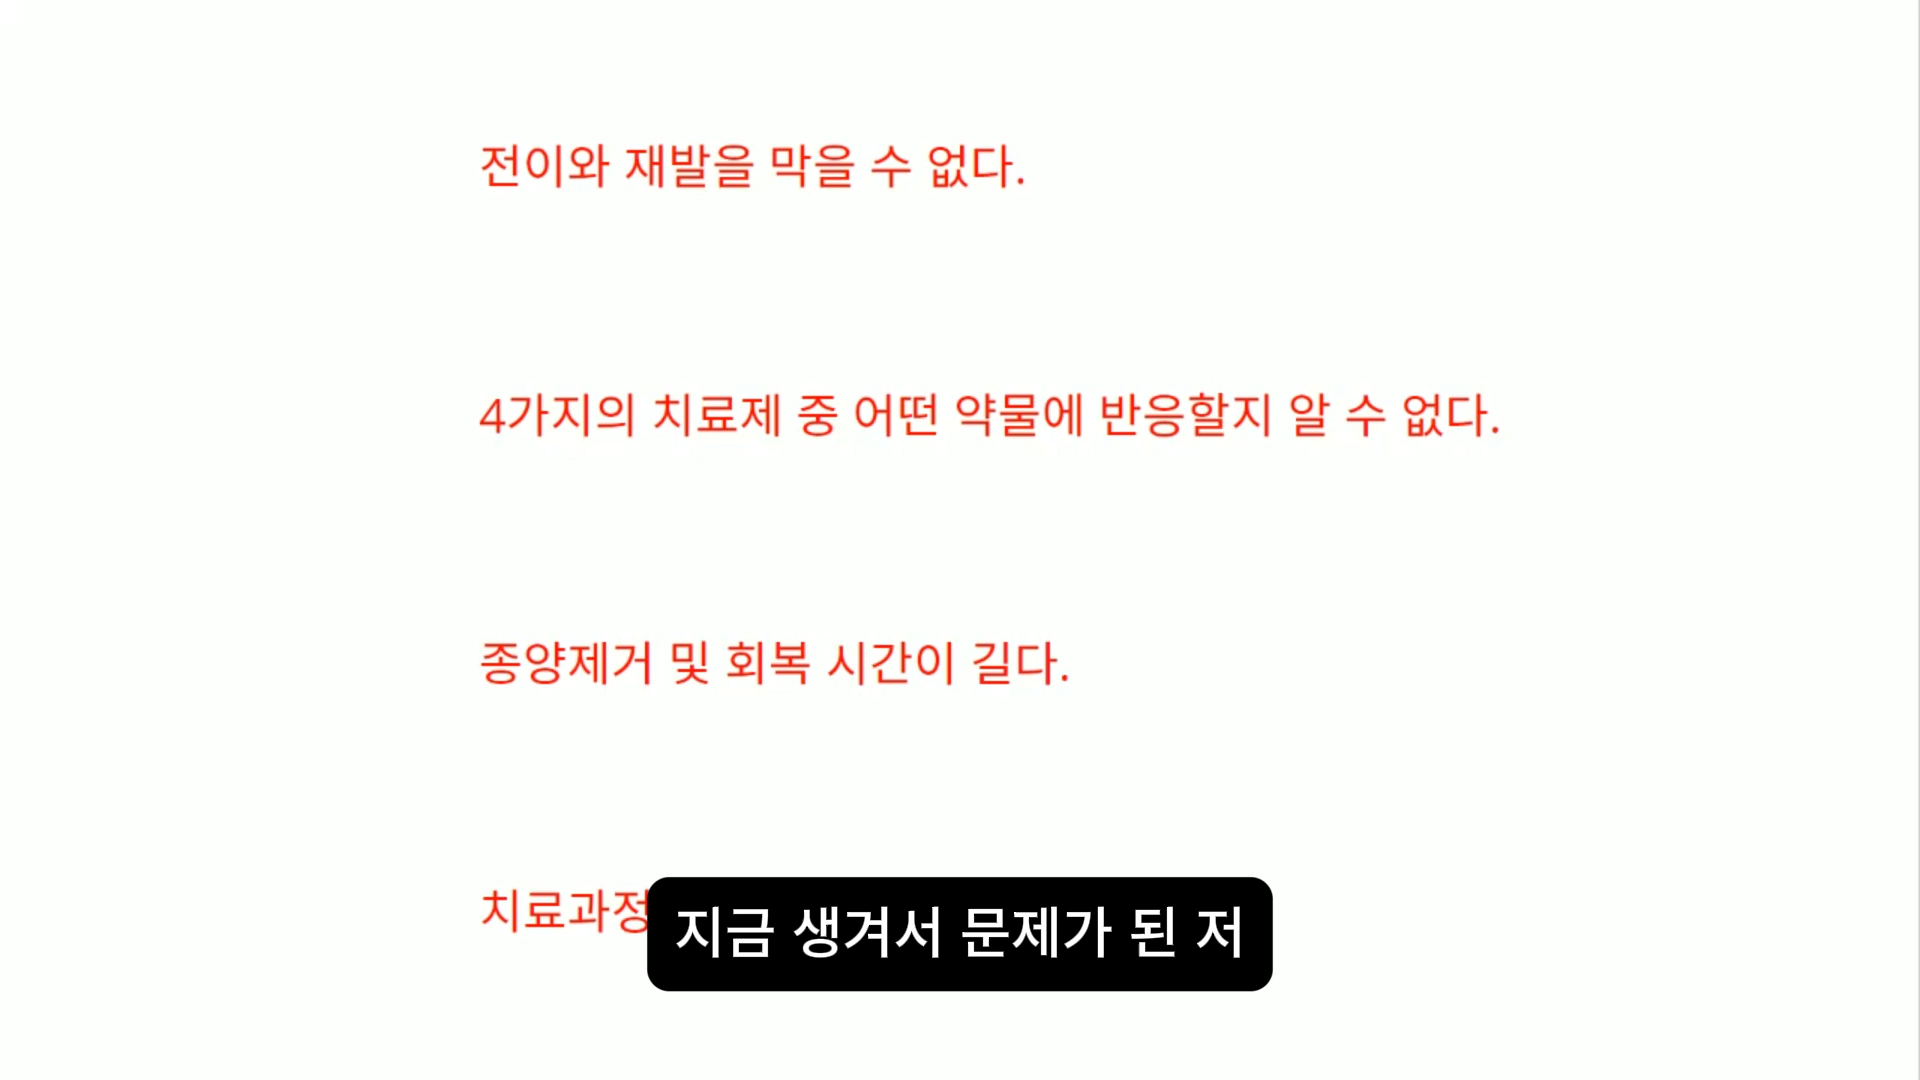 전이와 재발을 막을 수 없다.
4가지의 치료제 중 어떤 약물에 반응할지 알 수 없다.
종양제거 및 회복 시간이 길다.
치료과정
지금 생겨서 문제가 된 저